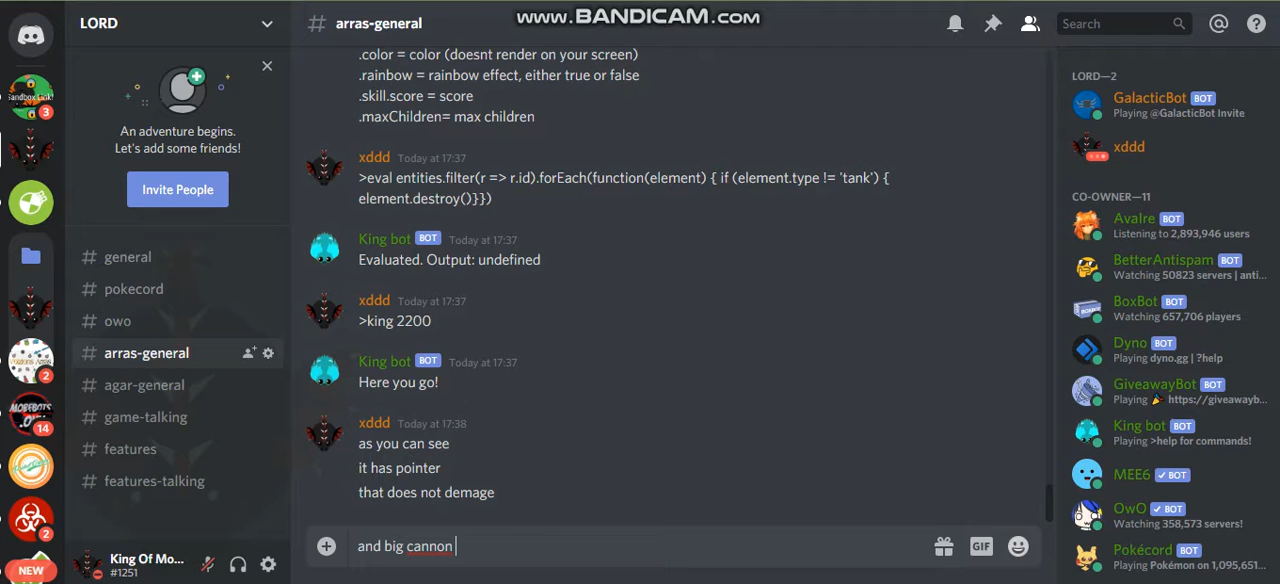 www.BANDICAM.com
LORD
# arras-general
Search
An adventure begins.
Let's add some friends!
Invite People
# general
# pokecord
# owo
# arras-general
# agar-general
# game-talking
# features
# features-talking
King Of Mo...
#1251
Sandbox Link!
3
2
MOBEBOTS
14
2
NEW
.color = color (doesnt render on your screen)
.rainbow = rainbow effect, either true or false
.skill.score = score
.maxChildren= max children
xddd Today at 17:37
>eval entities.filter(r => r.id).forEach(function(element) { if (element.type != 'tank') {
element.destroy()}})
King bot BOT Today at 17:37
Evaluated. Output: undefined
xddd Today at 17:37
>king 2200
King bot BOT Today at 17:37
Here you go!
xddd Today at 17:38
as you can see
it has pointer
that does not demage
and big cannon
GIF
LORD—2
GalacticBot BOT
Playing @GalacticBot Invite
xddd
CO-OWNER—11
Avalre BOT
Listening to 2,893,946 users
BetterAntispam BOT
Watching 50823 servers | anti...
BoxBot BOT
Watching 657,706 players
Dyno BOT
Playing dyno.gg | ?help
GiveawayBot BOT
Playing 🎉 https://giveawayb...
King bot BOT
Playing >help for commands!
MEE6 ✓BOT
OwO ✓BOT
Watching 358,573 servers!
Pokécord BOT
Playing Pokémon on 1,095,651...